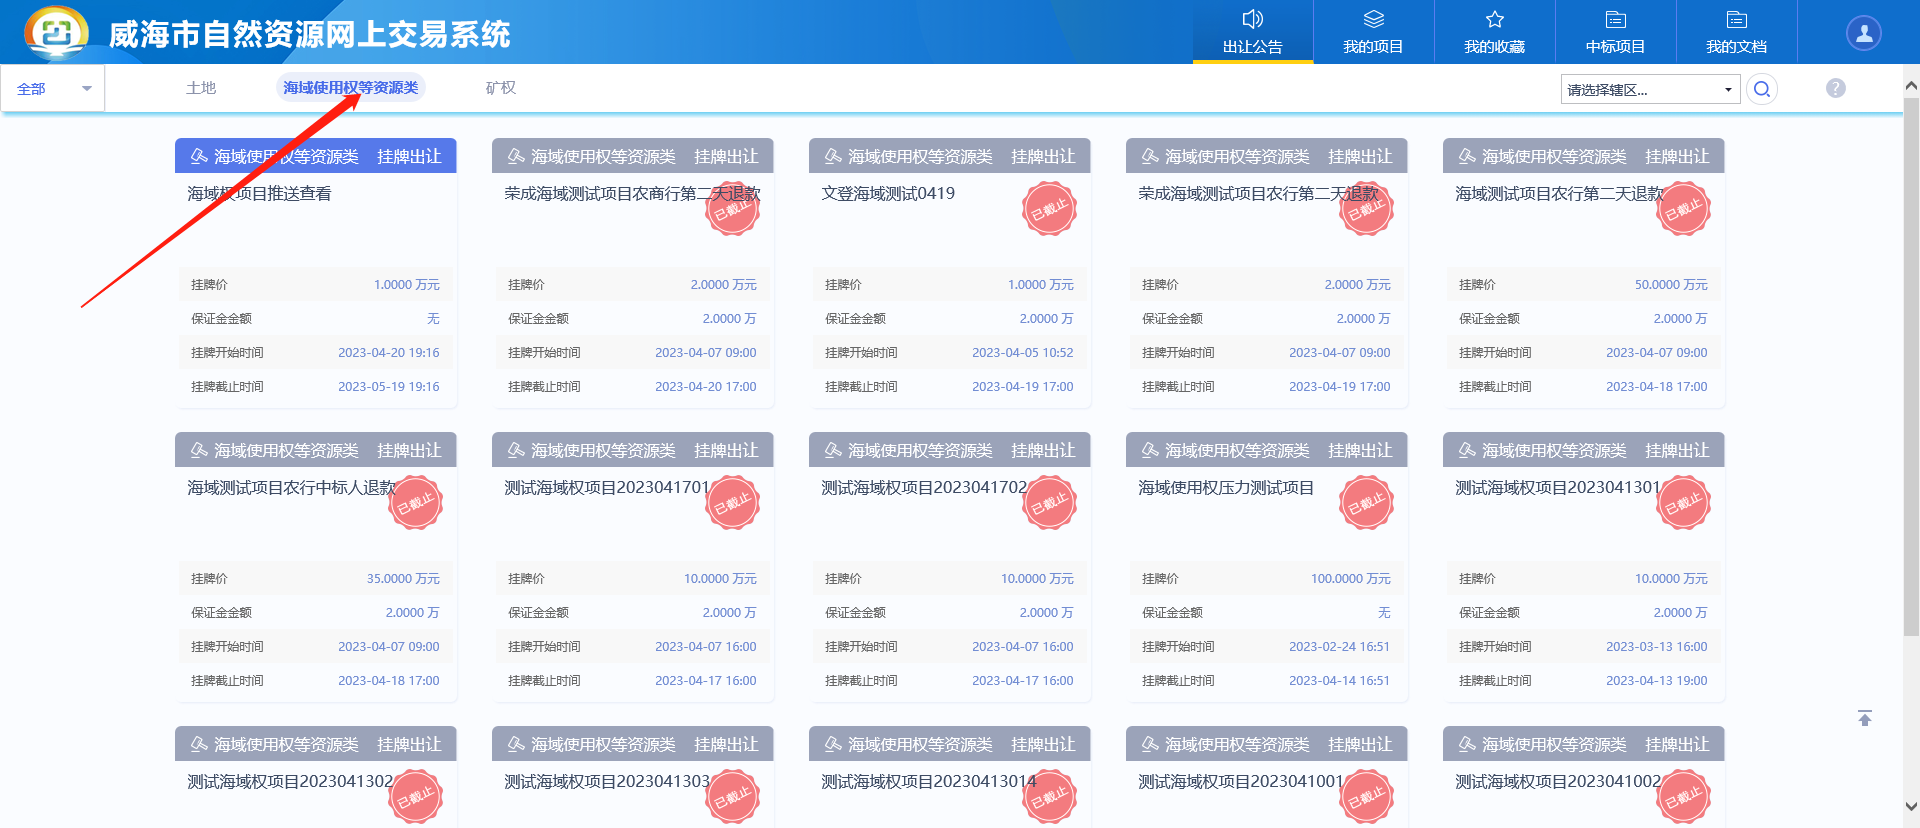 威海市自然资源网上交易系统
出让公告 我的项目 我的收藏 中标项目 我的文档
全部 土地 海域使用权等资源类 矿权 请选择辖区... ?
海域使用权等资源类 挂牌出让 海域使用权等资源类 挂牌出让 海域使用权等资源类 挂牌出让 海域使用权等资源类 挂牌出让 海域使用权等资源类 挂牌出让
海域权项目推送查看 荣成海域测试项目农商行第二天退款 文登海域测试0419 荣成海域测试项目农行第二天退款 海域测试项目农行第二天退款
已截止 已截止 已截止 已截止
挂牌价 1.0000 万元 挂牌价 2.0000 万元 挂牌价 1.0000 万元 挂牌价 2.0000 万元 挂牌价 50.0000 万元
保证金金额 无 保证金金额 2.0000 万 保证金金额 2.0000 万 保证金金额 2.0000 万 保证金金额 2.0000 万
挂牌开始时间 2023-04-20 19:16 挂牌开始时间 2023-04-07 09:00 挂牌开始时间 2023-04-05 10:52 挂牌开始时间 2023-04-07 09:00 挂牌开始时间 2023-04-07 09:00
挂牌截止时间 2023-05-19 19:16 挂牌截止时间 2023-04-20 17:00 挂牌截止时间 2023-04-19 17:00 挂牌截止时间 2023-04-19 17:00 挂牌截止时间 2023-04-18 17:00
海域使用权等资源类 挂牌出让 海域使用权等资源类 挂牌出让 海域使用权等资源类 挂牌出让 海域使用权等资源类 挂牌出让 海域使用权等资源类 挂牌出让
海域测试项目农行中标人退款 测试海域权项目2023041701 测试海域权项目2023041702 海域使用权压力测试项目 测试海域权项目2023041301
已截止 已截止 已截止 已截止 已截止
挂牌价 35.0000 万元 挂牌价 10.0000 万元 挂牌价 10.0000 万元 挂牌价 100.0000 万元 挂牌价 10.0000 万元
保证金金额 2.0000 万 保证金金额 2.0000 万 保证金金额 2.0000 万 保证金金额 无 保证金金额 2.0000 万
挂牌开始时间 2023-04-07 09:00 挂牌开始时间 2023-04-07 16:00 挂牌开始时间 2023-04-07 16:00 挂牌开始时间 2023-02-24 16:51 挂牌开始时间 2023-03-13 16:00
挂牌截止时间 2023-04-18 17:00 挂牌截止时间 2023-04-17 16:00 挂牌截止时间 2023-04-17 16:00 挂牌截止时间 2023-04-14 16:51 挂牌截止时间 2023-04-13 19:00
海域使用权等资源类 挂牌出让 海域使用权等资源类 挂牌出让 海域使用权等资源类 挂牌出让 海域使用权等资源类 挂牌出让 海域使用权等资源类 挂牌出让
测试海域权项目2023041302 测试海域权项目2023041303 测试海域权项目20230413014 测试海域权项目2023041001 测试海域权项目2023041002
已截止 已截止 已截止 已截止 已截止